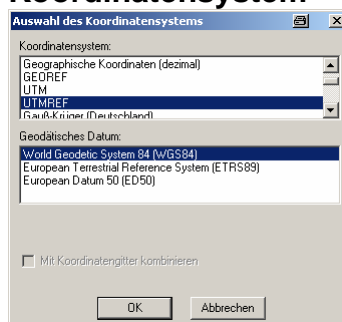 Koordinatensystem
Auswahl des Koordinatensystems
Koordinatensystem:
Geographische Koordinaten (dezimal)
GEOREF
UTM
UTMREF
Gauß-Krüger (Deutschland)
Geodätisches Datum:
World Geodetic System 84 (WGS84)
European Terrestrial Reference System (ETRS89)
European Datum 50 (ED50)
Mit Koordinatengitter kombinieren
OK Abbrechen